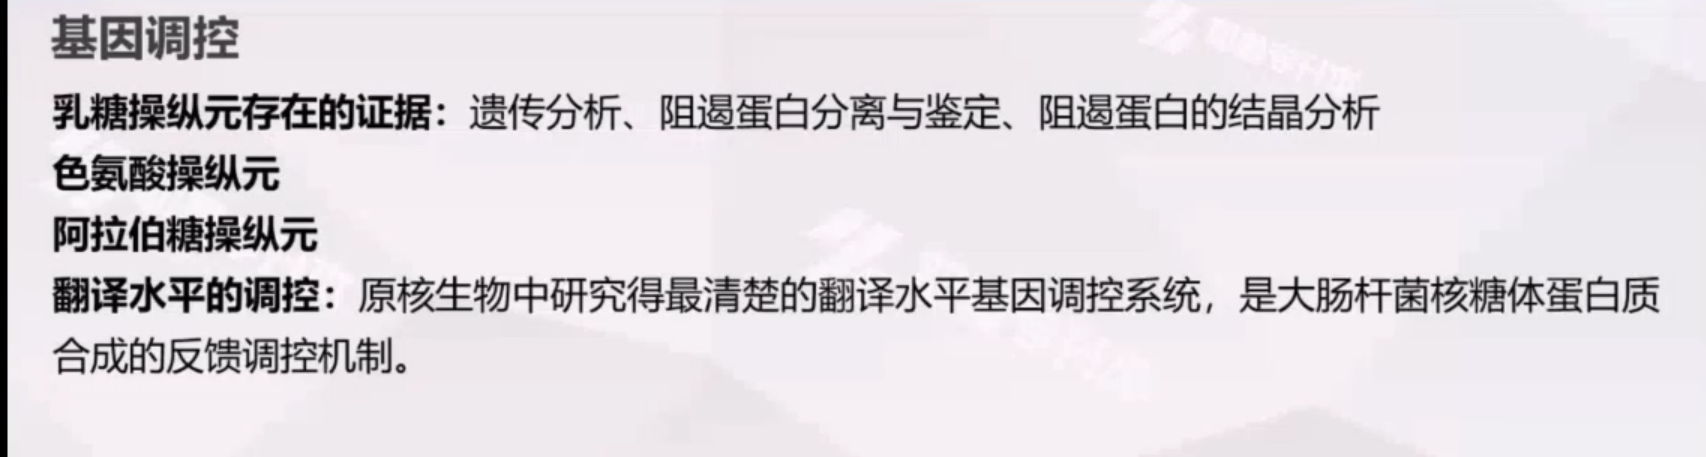 基因调控
乳糖操纵元存在的证据：遗传分析、阻遏蛋白分离与鉴定、阻遏蛋白的结晶分析
色氨酸操纵元
阿拉伯糖操纵元
翻译水平的调控：原核生物中研究得最清楚的翻译水平基因调控系统，是大肠杆菌核糖体蛋白质
合成的反馈调控机制。